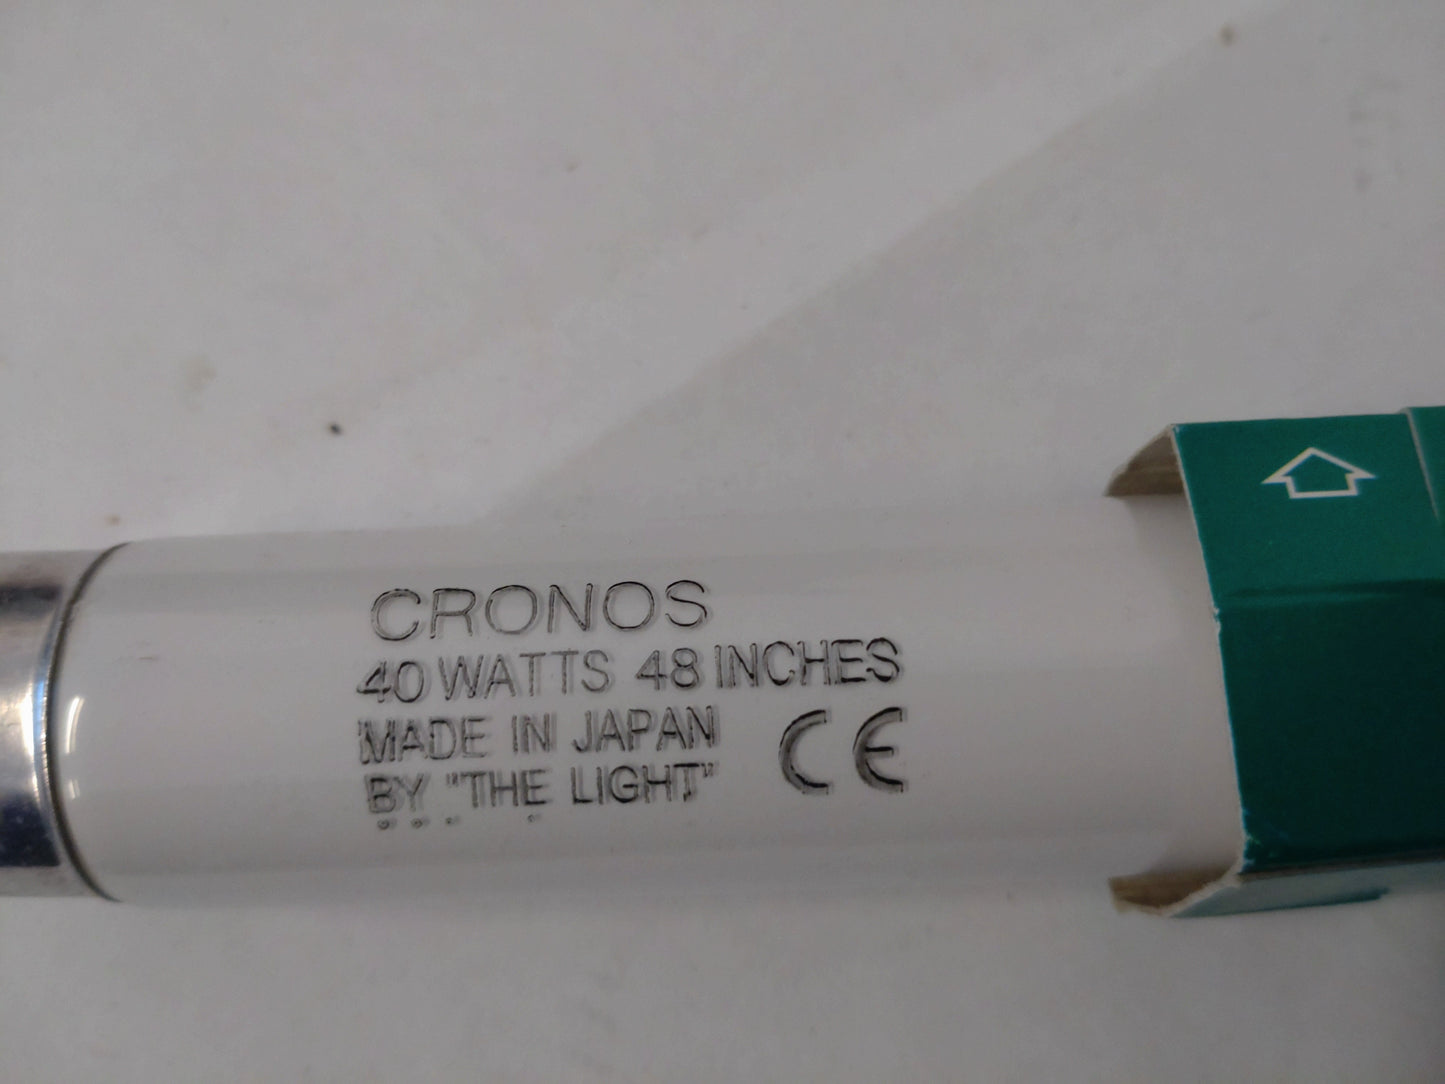 CRONOS
40 WATTS 48 INCHES
MADE IN JAPAN
BY "THE LIGHT"
CE